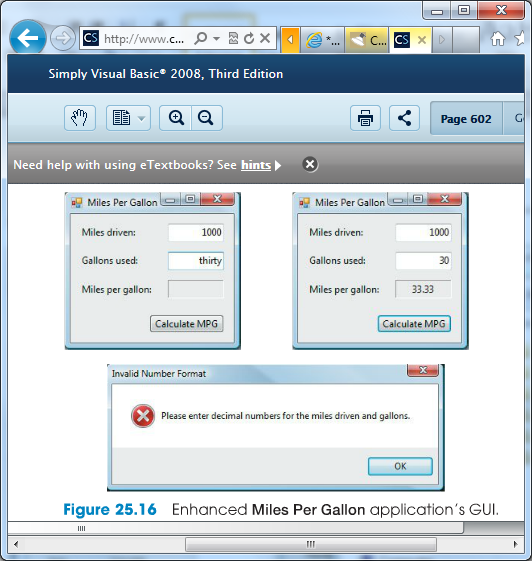 CS http://www.c...
*...
C...
CS
Simply Visual Basic® 2008, Third Edition
Page 602
Need help with using eTextbooks? See hints
Miles Per Gallon
Miles driven: 1000
Gallons used: thirty
Miles per gallon:
Calculate MPG
Miles Per Gallon
Miles driven: 1000
Gallons used: 30
Miles per gallon: 33.33
Calculate MPG
Invalid Number Format
Please enter decimal numbers for the miles driven and gallons.
OK
Figure 25.16 Enhanced Miles Per Gallon application's GUI.